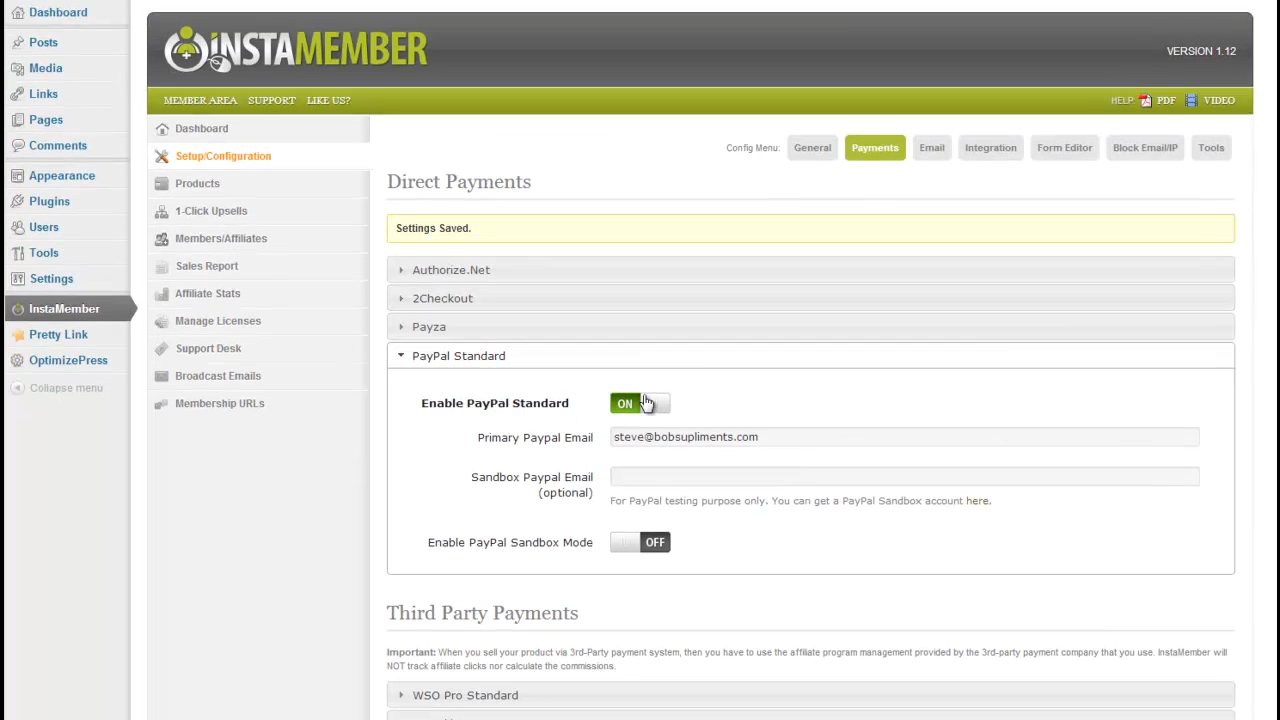 Dashboard
Posts
Media
Links
Pages
Comments
Appearance
Plugins
Users
Tools
Settings
InstaMember
Pretty Link
OptimizePress
Collapse menu
INSTAMEMBER
VERSION 1.12
MEMBER AREA SUPPORT LIKE US?
HELP PDF VIDEO
Dashboard
Setup/Configuration
Products
1-Click Upsells
Members/Affiliates
Sales Report
Affiliate Stats
Manage Licenses
Support Desk
Broadcast Emails
Membership URLs
Config Menu: General Payments Email Integration Form Editor Block Email/IP Tools
Direct Payments
Settings Saved.
Authorize.Net
2Checkout
Payza
PayPal Standard
Enable PayPal Standard ON
Primary Paypal Email steve@bobsupliments.com
Sandbox Paypal Email
(optional)
For PayPal testing purpose only. You can get a PayPal Sandbox account here.
Enable PayPal Sandbox Mode OFF
Third Party Payments
Important: When you sell your product via 3rd-Party payment system, then you have to use the affiliate program management provided by the 3rd-party payment company that you use. InstaMember will
NOT track affiliate clicks nor calculate the commissions.
WSO Pro Standard